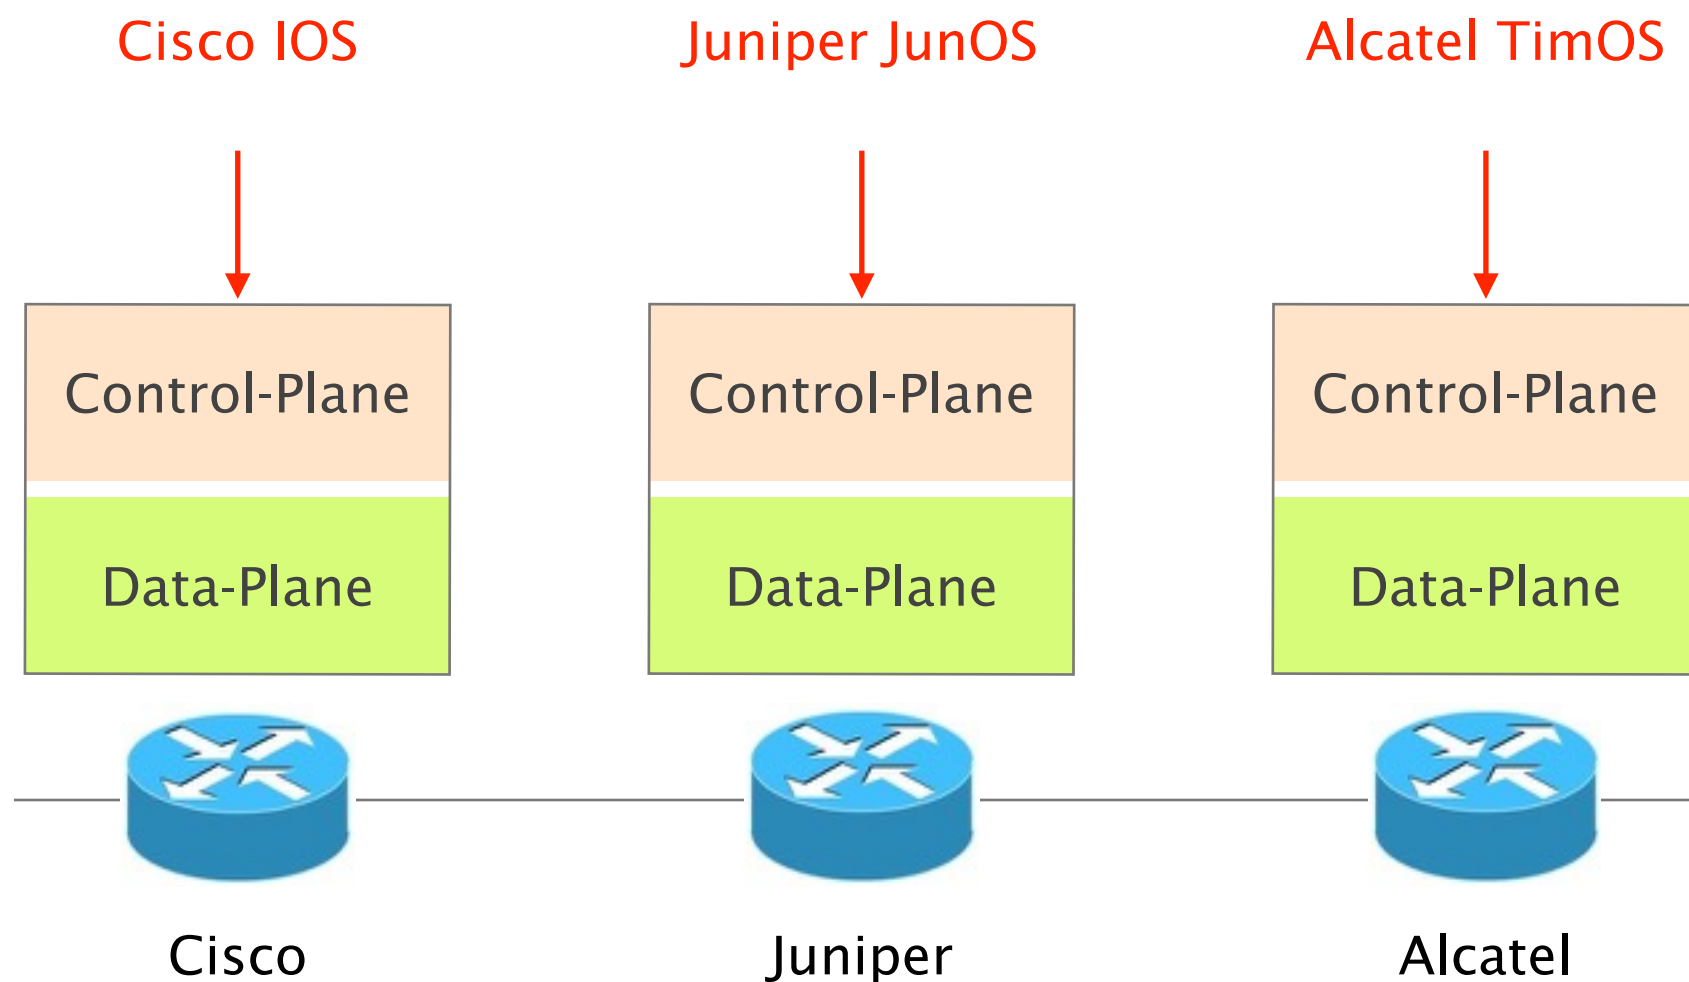 Cisco IOS
Juniper JunOS
Alcatel TimOS
Control-Plane
Control-Plane
Control-Plane
Data-Plane
Data-Plane
Data-Plane
Cisco
Juniper
Alcatel